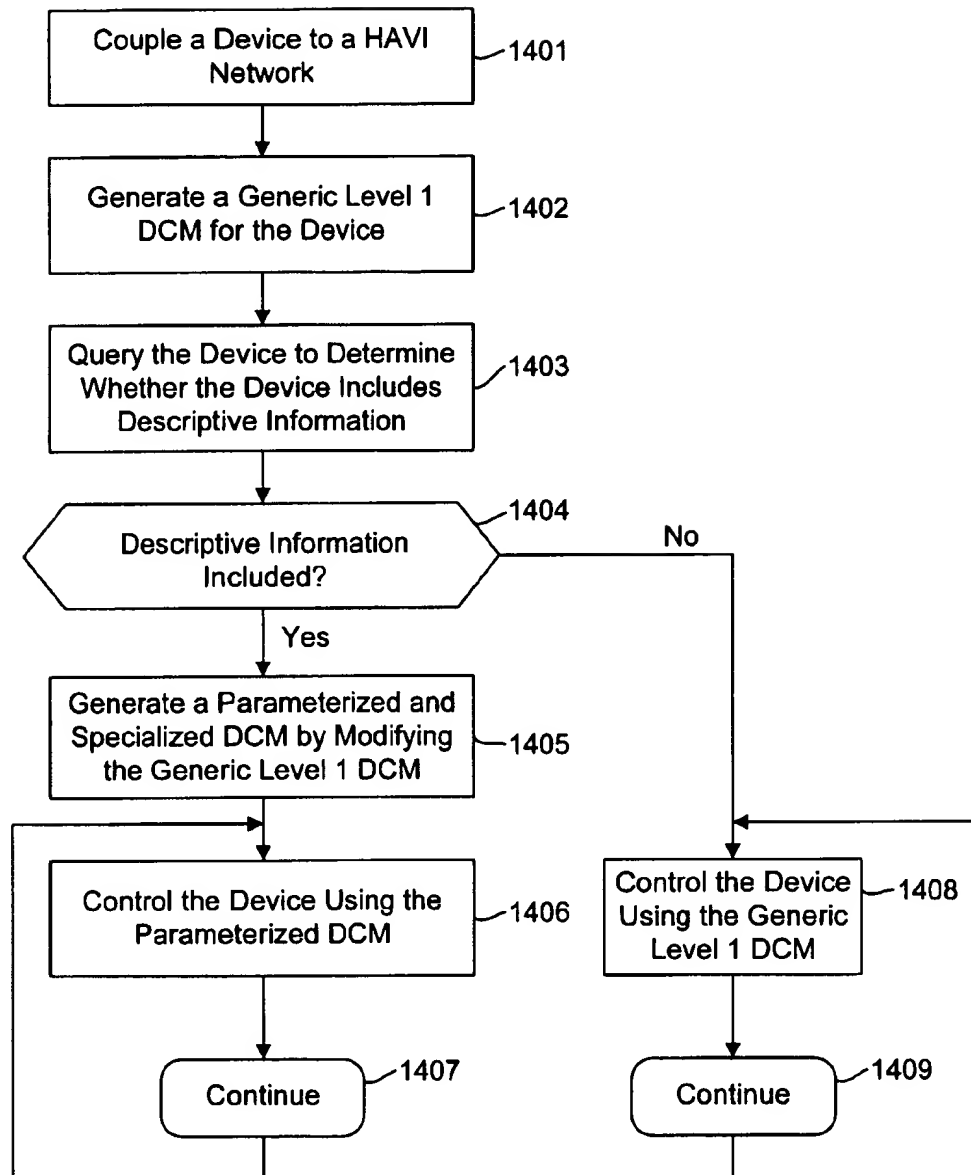 Couple a Device to a HAVI
Network
1401
Generate a Generic Level 1
DCM for the Device
1402
Query the Device to Determine
Whether the Device Includes
Descriptive Information
1403
1404
Descriptive Information
Included?
No
Yes
Generate a Parameterized and
Specialized DCM by Modifying
the Generic Level 1 DCM
1405
Control the Device Using the
Parameterized DCM
1406
Control the Device
Using the Generic
Level 1 DCM
1408
Continue
1407
Continue
1409